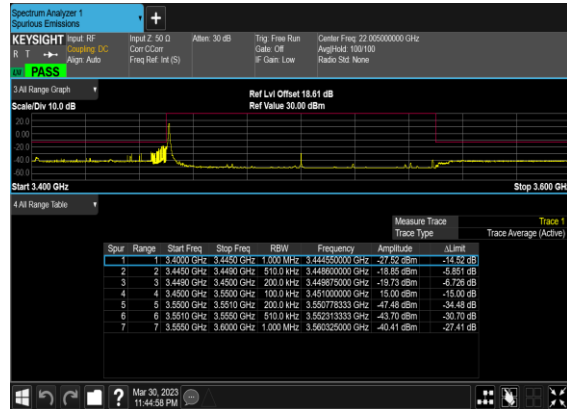 Spectrum Analyzer 1
Spurious Emissions
KEYSIGHT Input: RF Input Z: 50 Ω Atten: 30 dB Trig: Free Run Center Freq: 22.005000000 GHz
R T Coupling: DC Corr CCorr Gate: Off Avg|Hold: 100/100
Align: Auto Freq Ref: Int (S) IF Gain: Low Radio Std: None
PASS
3 All Range Graph Ref Lvl Offset 18.61 dB
Scale/Div 10.0 dB Ref Value 30.00 dBm
20.0
0.00
-20.0
-40.0
-60.0
Start 3.400 GHz Stop 3.600 GH
4 All Range Table
Measure Trace Trace 1
Trace Type Trace Average (Active)
Spur Range Start Freq Stop Freq RBW Frequency Amplitude ΔLimit
1 1 3.4000 GHz 3.4450 GHz 1.000 MHz 3.444550000 GHz -27.52 dBm -14.52 dB
2 2 3.4450 GHz 3.4490 GHz 510.0 kHz 3.448600000 GHz -18.85 dBm -5.851 dB
3 3 3.4490 GHz 3.4500 GHz 200.0 kHz 3.449875000 GHz -19.73 dBm -6.726 dB
4 4 3.4500 GHz 3.5500 GHz 100.0 kHz 3.451000000 GHz 15.00 dBm -15.00 dB
5 5 3.5500 GHz 3.5510 GHz 200.0 kHz 3.550778333 GHz -47.48 dBm -34.48 dB
6 6 3.5510 GHz 3.5550 GHz 510.0 kHz 3.552313333 GHz -43.70 dBm -30.70 dB
7 7 3.5550 GHz 3.6000 GHz 1.000 MHz 3.560325000 GHz -40.41 dBm -27.41 dB
Mar 30, 2023
11:44:58 PM